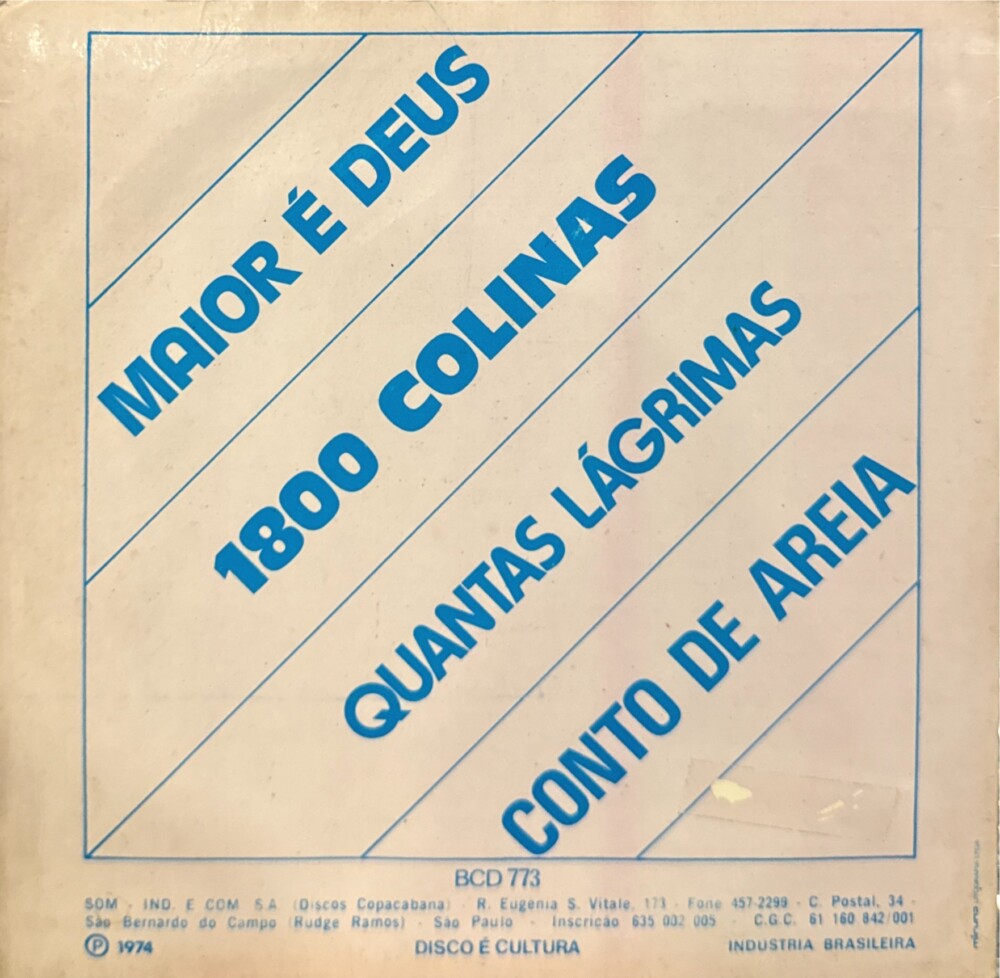 MAIOR É DEUS
1800 COLINAS
QUANTAS LÁGRIMAS
CONTO DE AREIA
BCD 773
SOM - IND. E COM S.A. (Discos Copacabana) - R. Eugenia S. Vitale, 173 - Fone 457-2299 - C. Postal, 34 -
São Bernardo do Campo (Rudge Ramos) - São Paulo - Inscrição 635 002 005 - C.G.C. 61 160 842/001
Ⓟ 1974 DISCO É CULTURA INDUSTRIA BRASILEIRA